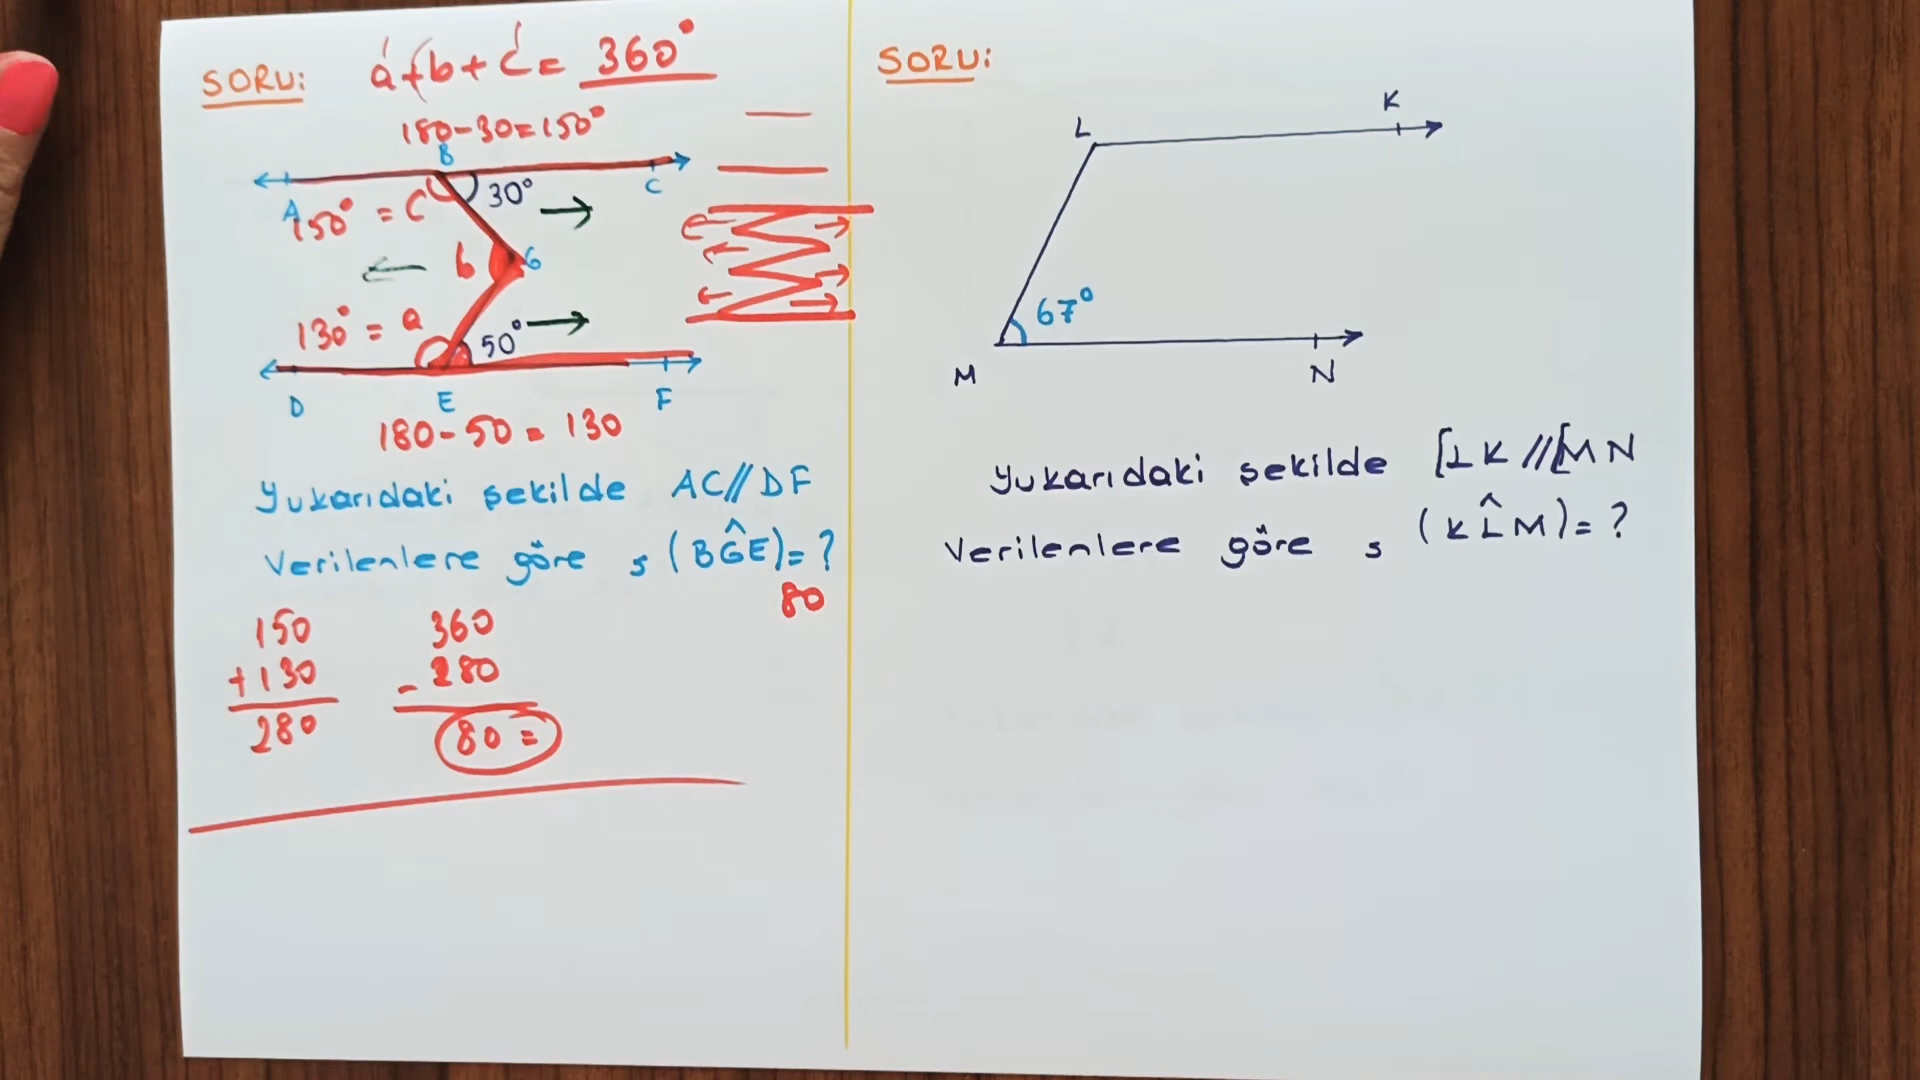 SORU: a+b+c = 360°
180-30=150°
B
A
C
150° = C
30°
b
G
130° = a
50°
D
E
F
180-50=130
Yukarıdaki şekilde AC//DF
Verilenlere göre s(BĜE)=?
80
150
+130
280
360
-280
80 =
SORU:
L
K
67°
M
N
Yukarıdaki şekilde [LK//[MN
Verilenlere göre s(KL̂M)=?